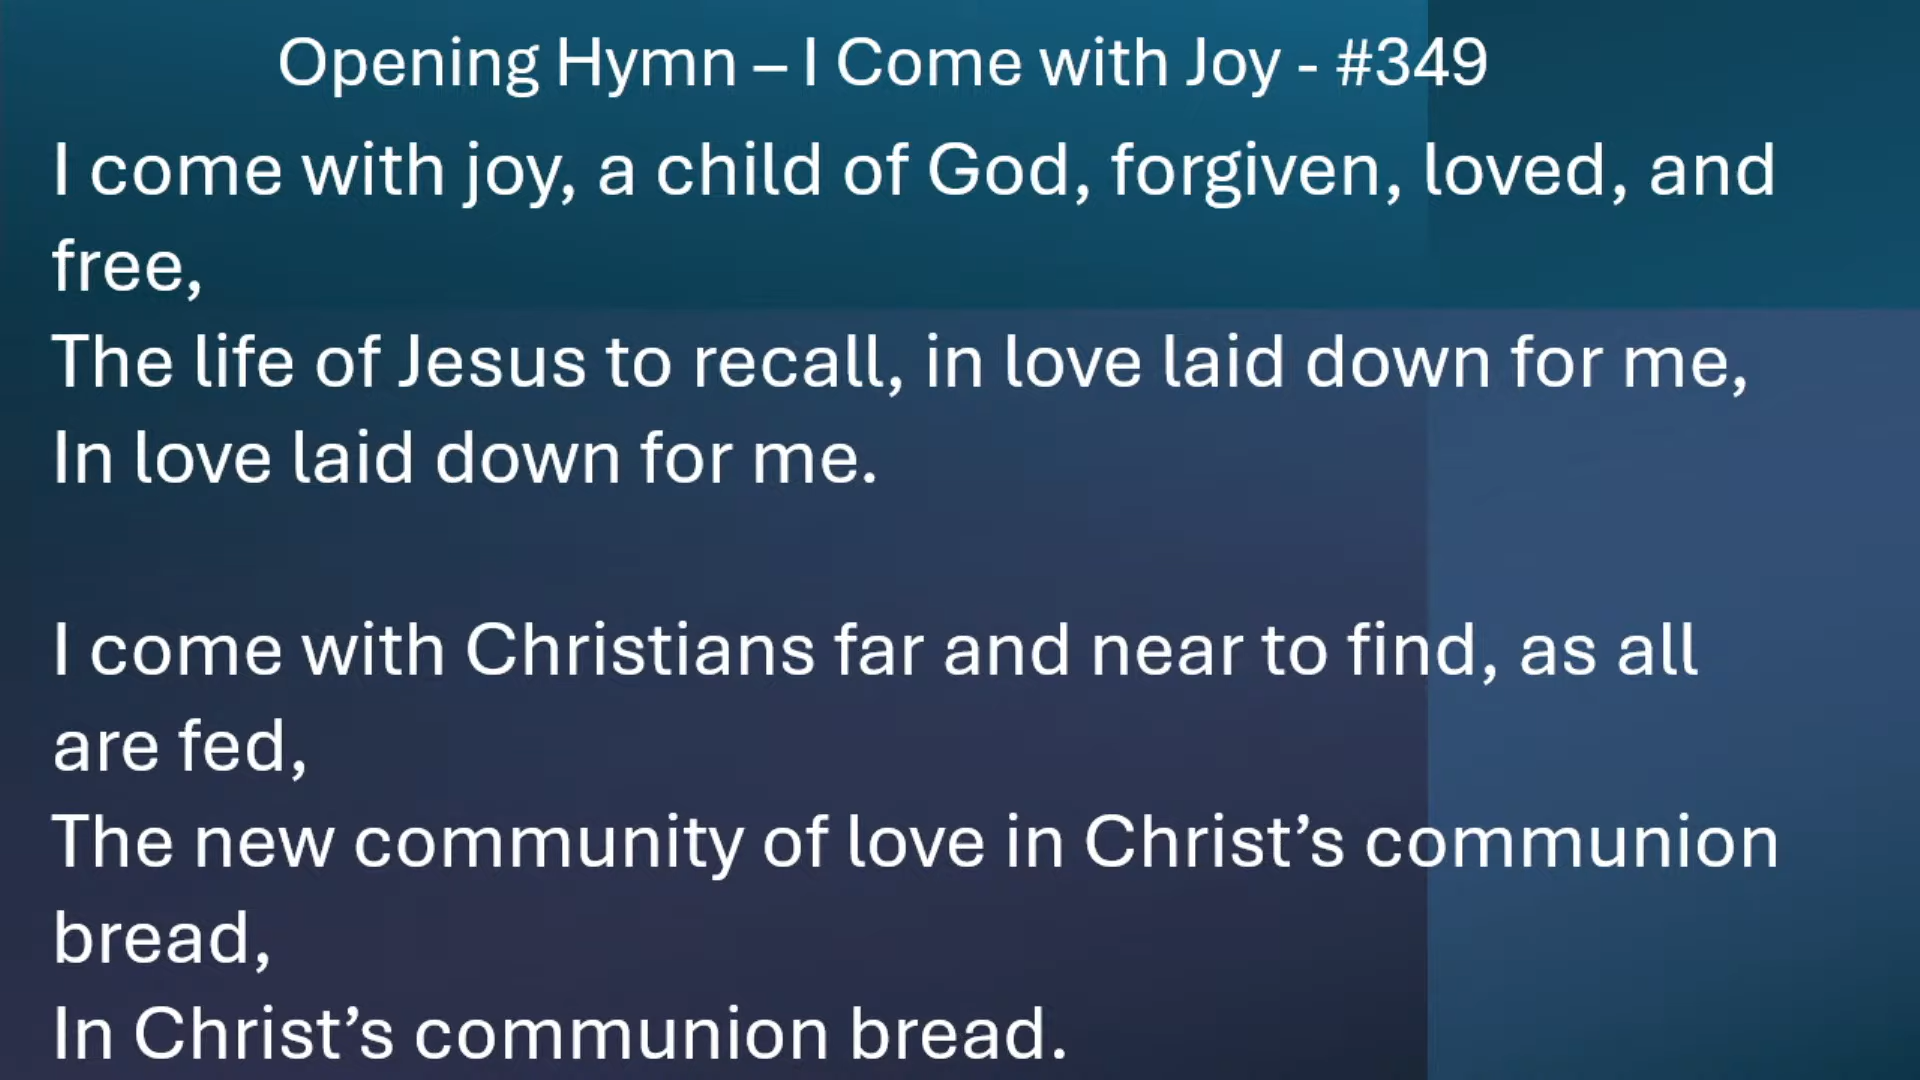 Opening Hymn – I Come with Joy - #349
I come with joy, a child of God, forgiven, loved, and
free,
The life of Jesus to recall, in love laid down for me,
In love laid down for me.
I come with Christians far and near to find, as all
are fed,
The new community of love in Christ’s communion
bread,
In Christ’s communion bread.